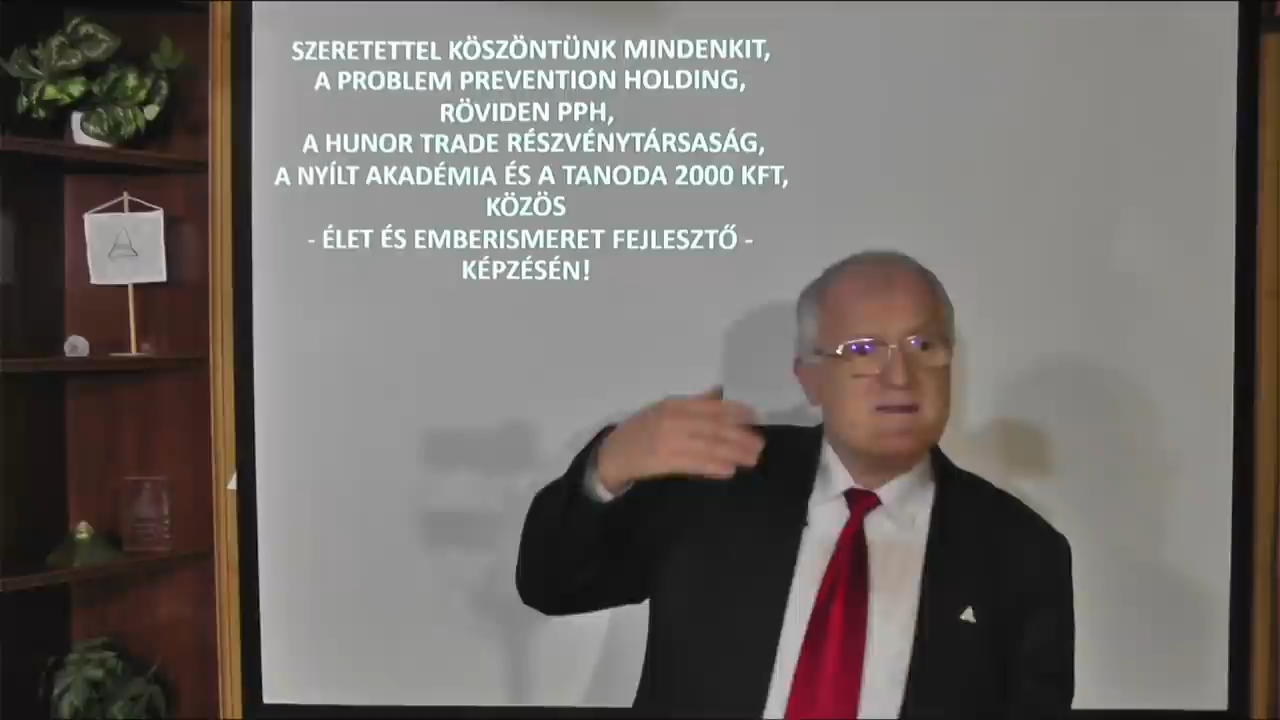 SZERETETTEL KÖSZÖNTÜNK MINDENKIT,
A PROBLEM PREVENTION HOLDING,
RÖVIDEN PPH,
A HUNOR TRADE RÉSZVÉNYTÁRSASÁG,
A NYÍLT AKADÉMIA ÉS A TANODA 2000 KFT,
KÖZÖS
- ÉLET ÉS EMBERISMERET FEJLESZTŐ -
KÉPZÉSÉN!